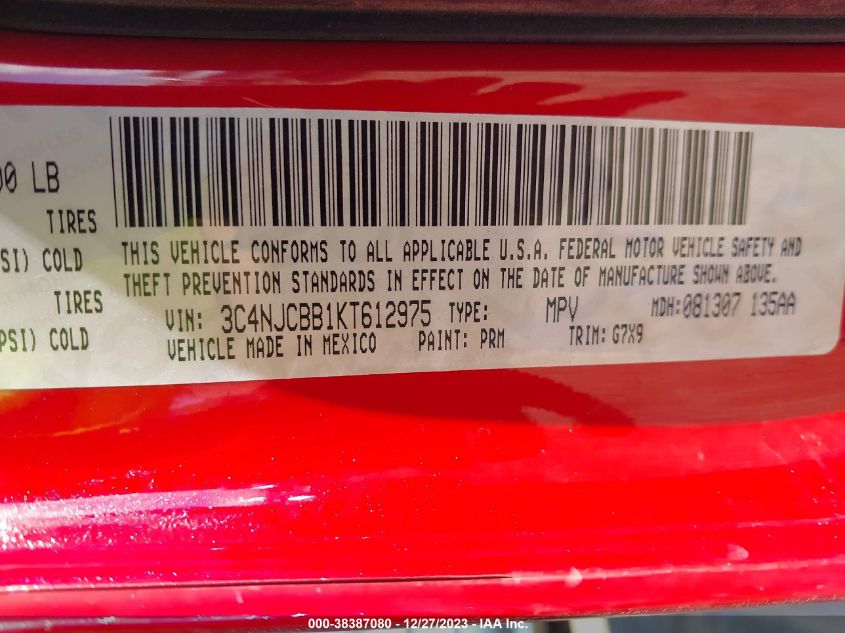 00 LB
TIRES
SI) COLD
THIS VEHICLE CONFORMS TO ALL APPLICABLE U.S.A. FEDERAL MOTOR VEHICLE SAFETY AND
THEFT PREVENTION STANDARDS IN EFFECT ON THE DATE OF MANUFACTURE SHOWN ABOVE.
TIRES
PSI) COLD
VIN: 3C4NJCBB1KT612975 TYPE: MPV MDH:081307 135AA
VEHICLE MADE IN MEXICO PAINT: PRM TRIM: G7X9
000-38387080 - 12/27/2023 - IAA Inc.